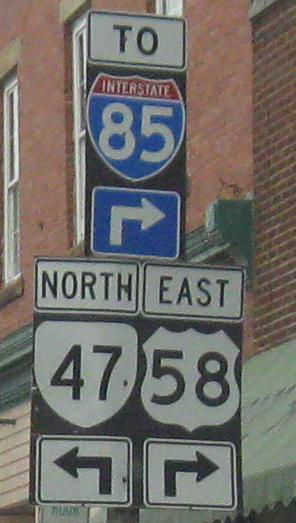 TO
INTERSTATE
85
NORTH EAST
47 58